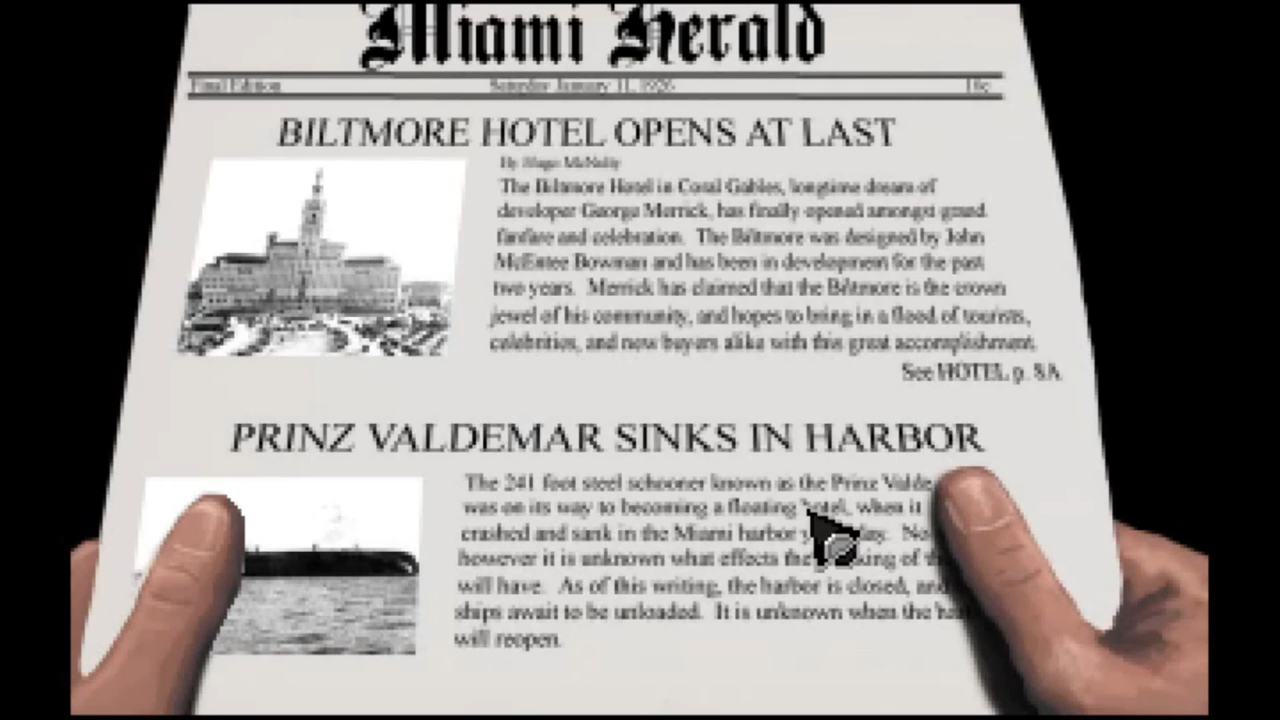 Miami Herald
Final Edition Saturday January 11, 1926 10c
BILTMORE HOTEL OPENS AT LAST
By Hugo McNally
The Biltmore Hotel in Coral Gables, longtime dream of
developer George Merrick, has finally opened amongst grand
fanfare and celebration. The Biltmore was designed by John
McEntee Bowman and has been in development for the past
two years. Merrick has claimed that the Biltmore is the crown
jewel of his community, and hopes to bring in a flood of tourists,
celebrities, and new buyers alike with this great accomplishment.
See HOTEL p. 8A
PRINZ VALDEMAR SINKS IN HARBOR
The 241 foot steel schooner known as the Prinz Valde
was on its way to becoming a floating hotel, when it
crashed and sank in the Miami harbor
however it is unknown what effects the of
will have. As of this writing, the harbor is closed, and
ships await to be unloaded. It is unknown when the
will reopen.